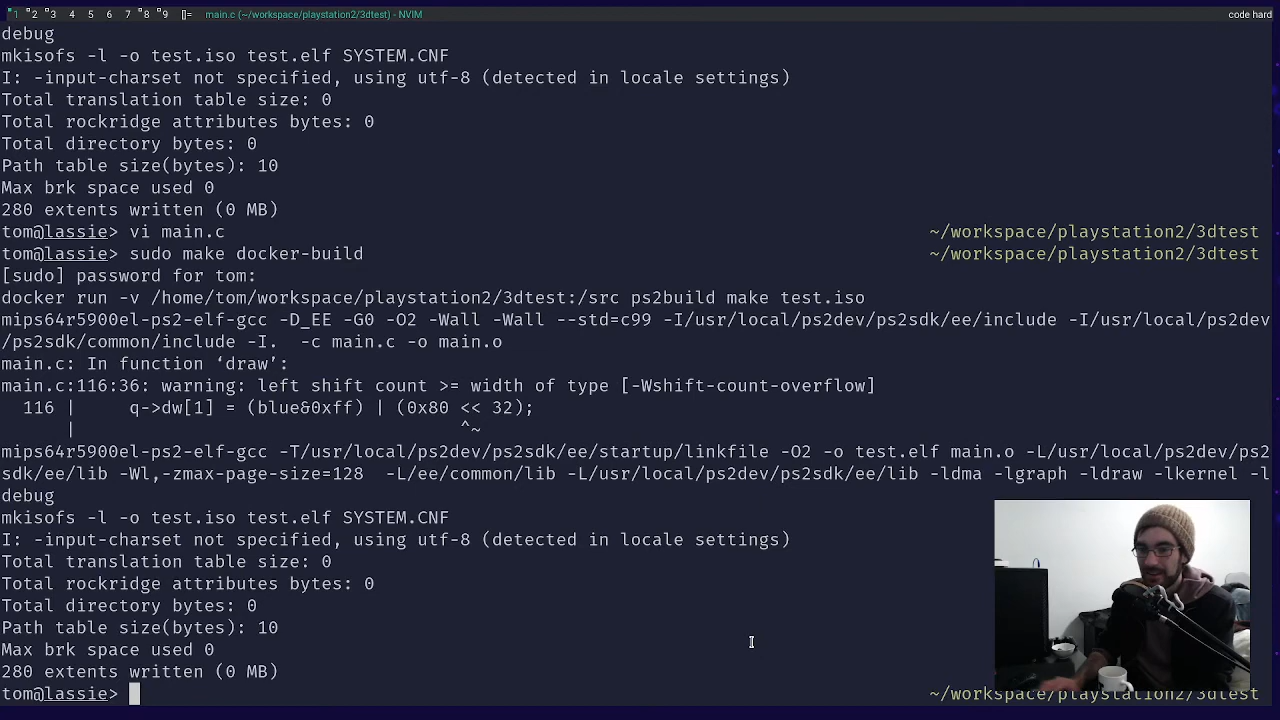 1 2 3 4 5 6 7 8 9 []= main.c (~/workspace/playstation2/3dtest) - NVIM code hard
debug
mkisofs -l -o test.iso test.elf SYSTEM.CNF
I: -input-charset not specified, using utf-8 (detected in locale settings)
Total translation table size: 0
Total rockridge attributes bytes: 0
Total directory bytes: 0
Path table size(bytes): 10
Max brk space used 0
280 extents written (0 MB)
tom@lassie> vi main.c ~/workspace/playstation2/3dtest
tom@lassie> sudo make docker-build ~/workspace/playstation2/3dtest
[sudo] password for tom:
docker run -v /home/tom/workspace/playstation2/3dtest:/src ps2build make test.iso
mips64r5900el-ps2-elf-gcc -D_EE -G0 -O2 -Wall -Wall --std=c99 -I/usr/local/ps2dev/ps2sdk/ee/include -I/usr/local/ps2dev
/ps2sdk/common/include -I.  -c main.c -o main.o
main.c: In function ‘draw’:
main.c:116:36: warning: left shift count >= width of type [-Wshift-count-overflow]
116 |     q->dw[1] = (blue&0xff) | (0x80 << 32);
|                                    ^~
mips64r5900el-ps2-elf-gcc -T/usr/local/ps2dev/ps2sdk/ee/startup/linkfile -O2 -o test.elf main.o -L/usr/local/ps2dev/ps2
sdk/ee/lib -Wl,-zmax-page-size=128  -L/ee/common/lib -L/usr/local/ps2dev/ps2sdk/ee/lib -ldma -lgraph -ldraw -lkernel -l
debug
mkisofs -l -o test.iso test.elf SYSTEM.CNF
I: -input-charset not specified, using utf-8 (detected in locale settings)
Total translation table size: 0
Total rockridge attributes bytes: 0
Total directory bytes: 0
Path table size(bytes): 10
Max brk space used 0
280 extents written (0 MB)
tom@lassie> ~/workspace/playstation2/3dtest